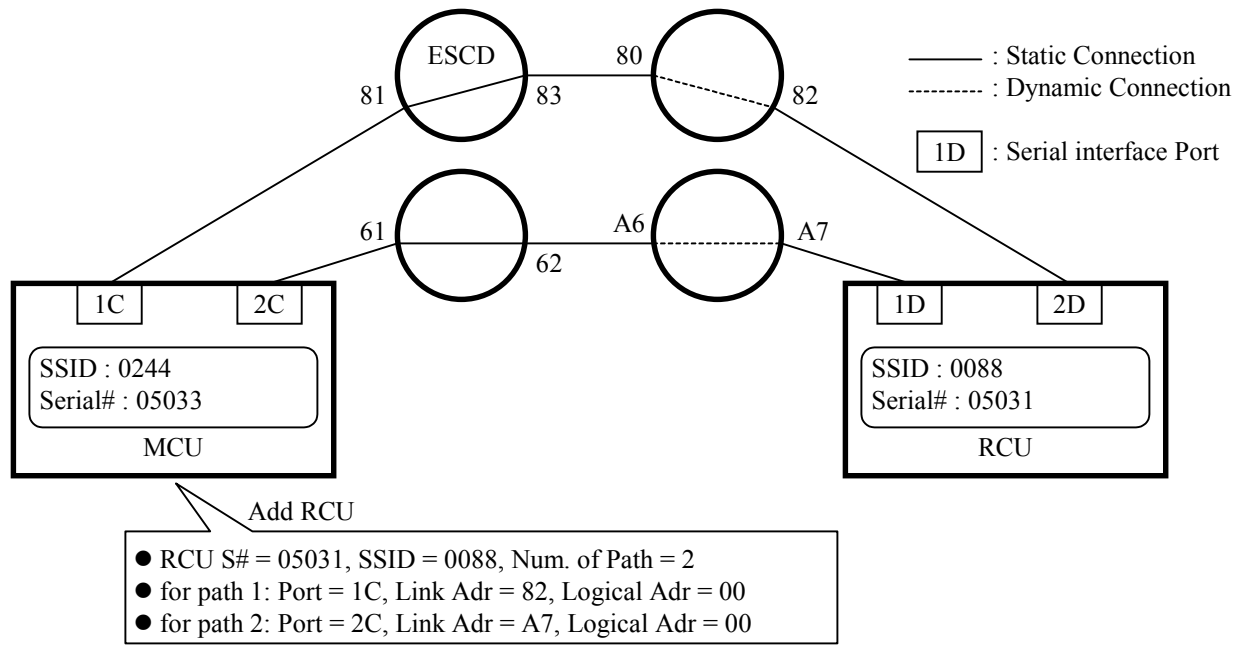 ESCD
81
83
80
82
: Static Connection
: Dynamic Connection
1D : Serial interface Port
61
62
A6
A7
1C
2C
SSID : 0244
Serial# : 05033
MCU
1D
2D
SSID : 0088
Serial# : 05031
RCU
Add RCU
● RCU S# = 05031, SSID = 0088, Num. of Path = 2
● for path 1: Port = 1C, Link Adr = 82, Logical Adr = 00
● for path 2: Port = 2C, Link Adr = A7, Logical Adr = 00